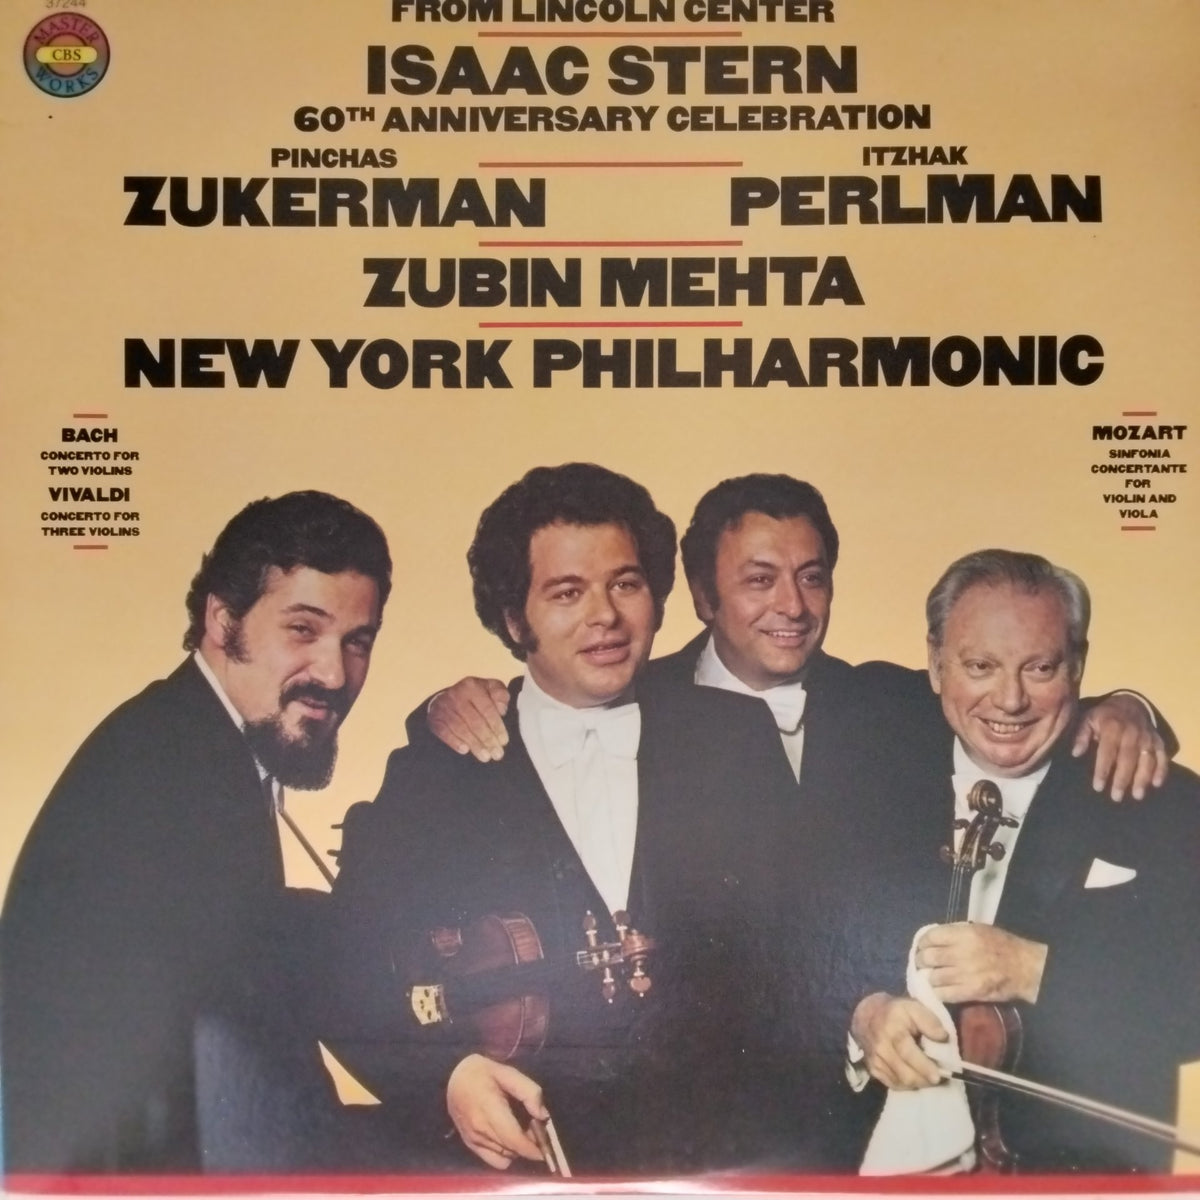 37244
MASTER
CBS
WORKS
FROM LINCOLN CENTER
ISAAC STERN
60TH ANNIVERSARY CELEBRATION
PINCHAS
ZUKERMAN
ITZHAK
PERLMAN
ZUBIN MEHTA
NEW YORK PHILHARMONIC
BACH
CONCERTO FOR
TWO VIOLINS
VIVALDI
CONCERTO FOR
THREE VIOLINS
MOZART
SINFONIA
CONCERTANTE
FOR
VIOLIN AND
VIOLA